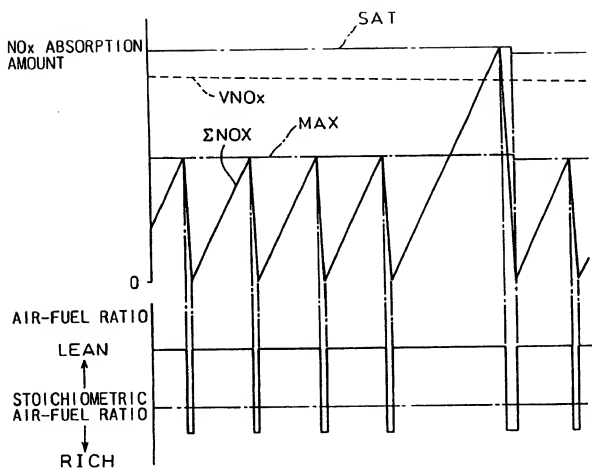 SAT
NOx ABSORPTION
AMOUNT
VNOx
MAX
ΣNOX
0
AIR-FUEL RATIO
LEAN
STOICHIOMETRIC
AIR-FUEL RATIO
RICH